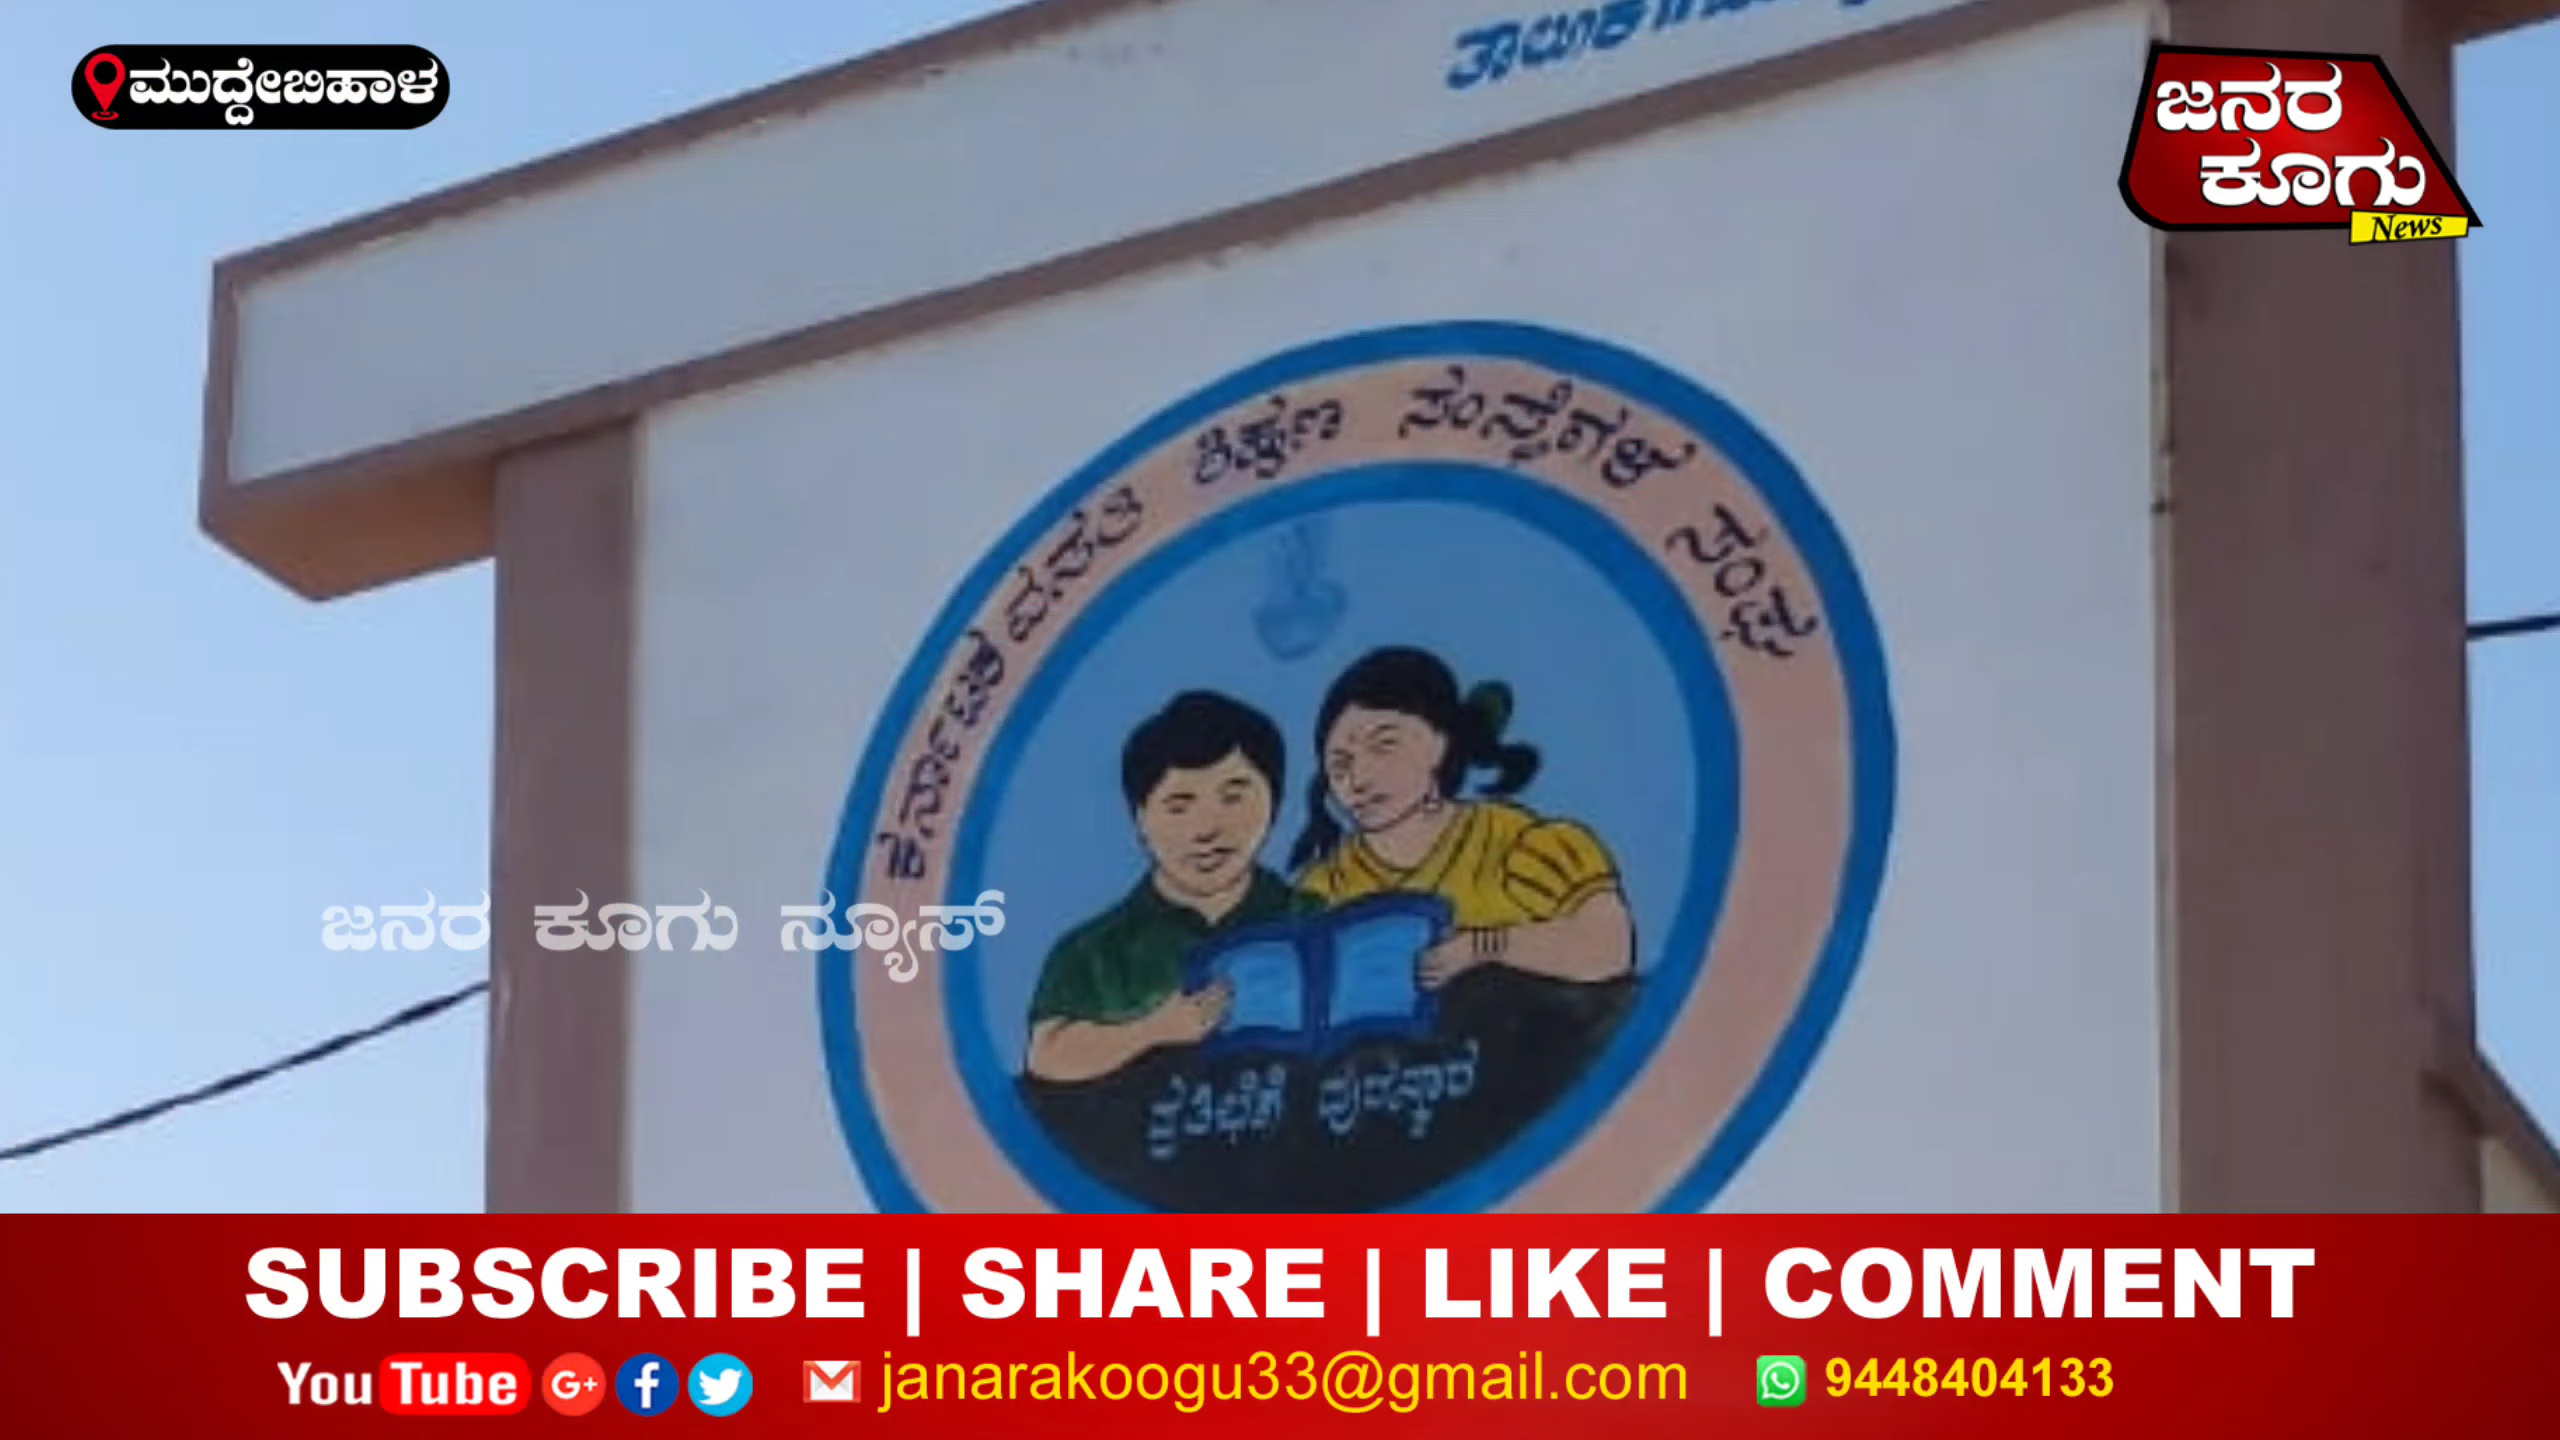 ಮುದ್ದೇಬಿಹಾಳ
ಜನರ
ಕೂಗು
News
ಕರ್ನಾಟಕ ವಸತಿ ಶಿಕ್ಷಣ ಸಂಸ್ಥೆಗಳ ಸಂಘ
ಪ್ರತಿಭೆಗೆ ಪುರಸ್ಕಾರ
ಜನರ ಕೂಗು ನ್ಯೂಸ್
SUBSCRIBE | SHARE | LIKE | COMMENT
YouTube G+ f janarakoogu33@gmail.com 9448404133